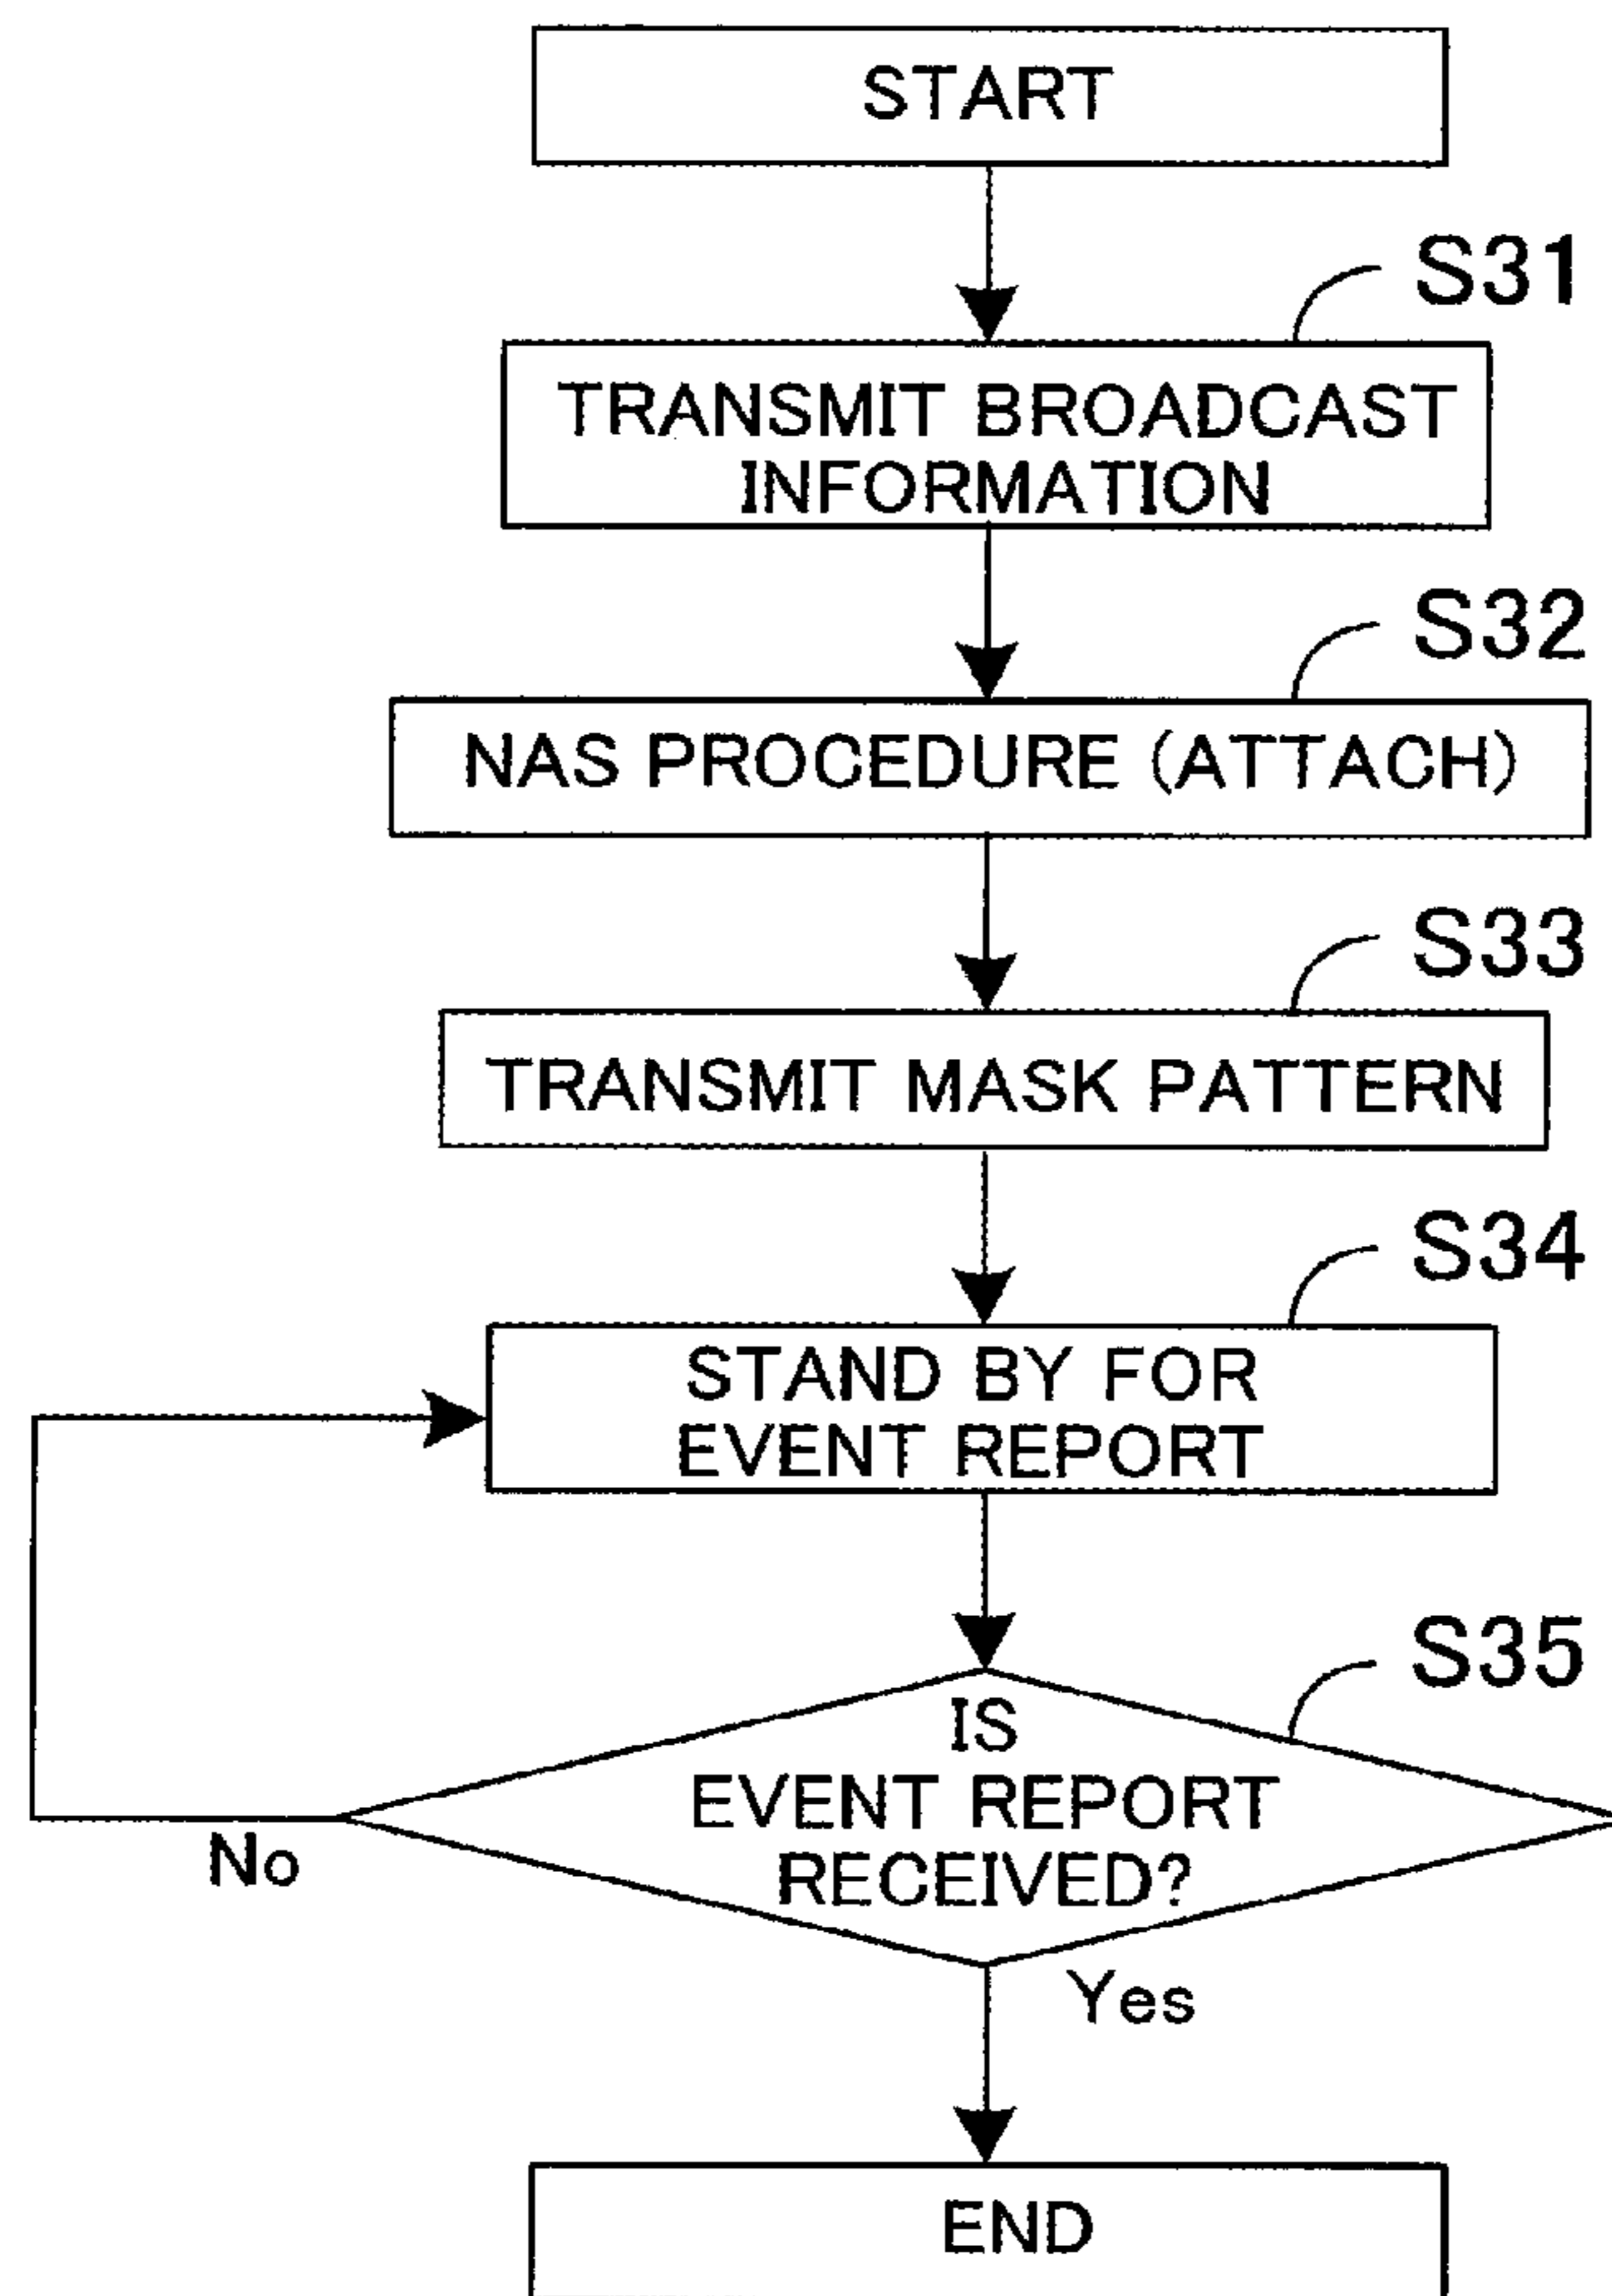 START
S31
TRANSMIT BROADCAST
INFORMATION
S32
NAS PROCEDURE (ATTACH)
S33
TRANSMIT MASK PATTERN
S34
STAND BY FOR
EVENT REPORT
S35
IS
EVENT REPORT
RECEIVED?
No
Yes
END